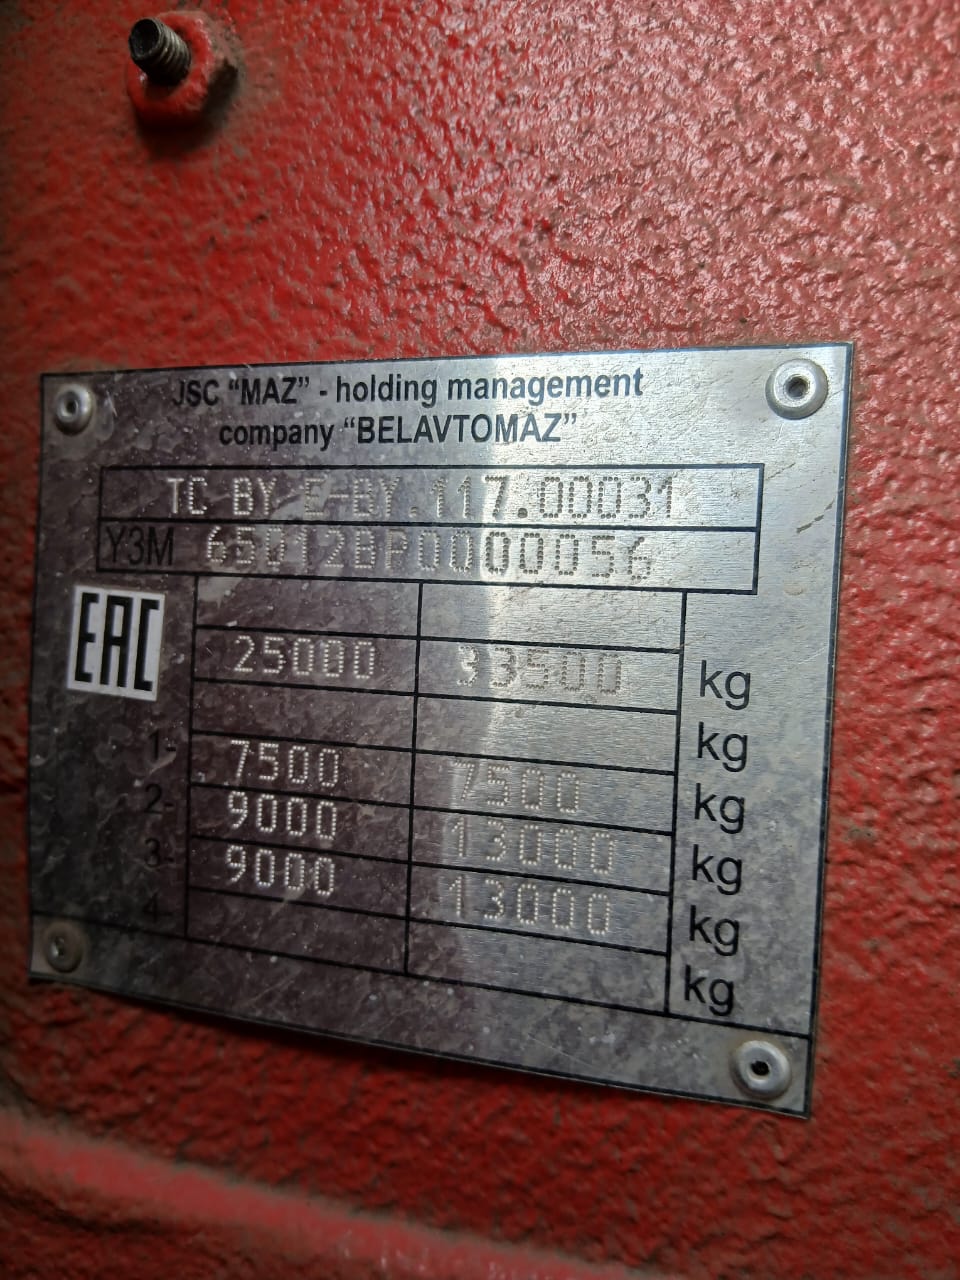 JSC "MAZ" - holding management
company "BELAVTOMAZ"
TC BY E-BY.117.00031
Y3M 65012BP0000056
EAC
25000 33500 kg
kg
1- 7500 7500 kg
2- 9000 13000 kg
3- 9000 13000 kg
4- kg